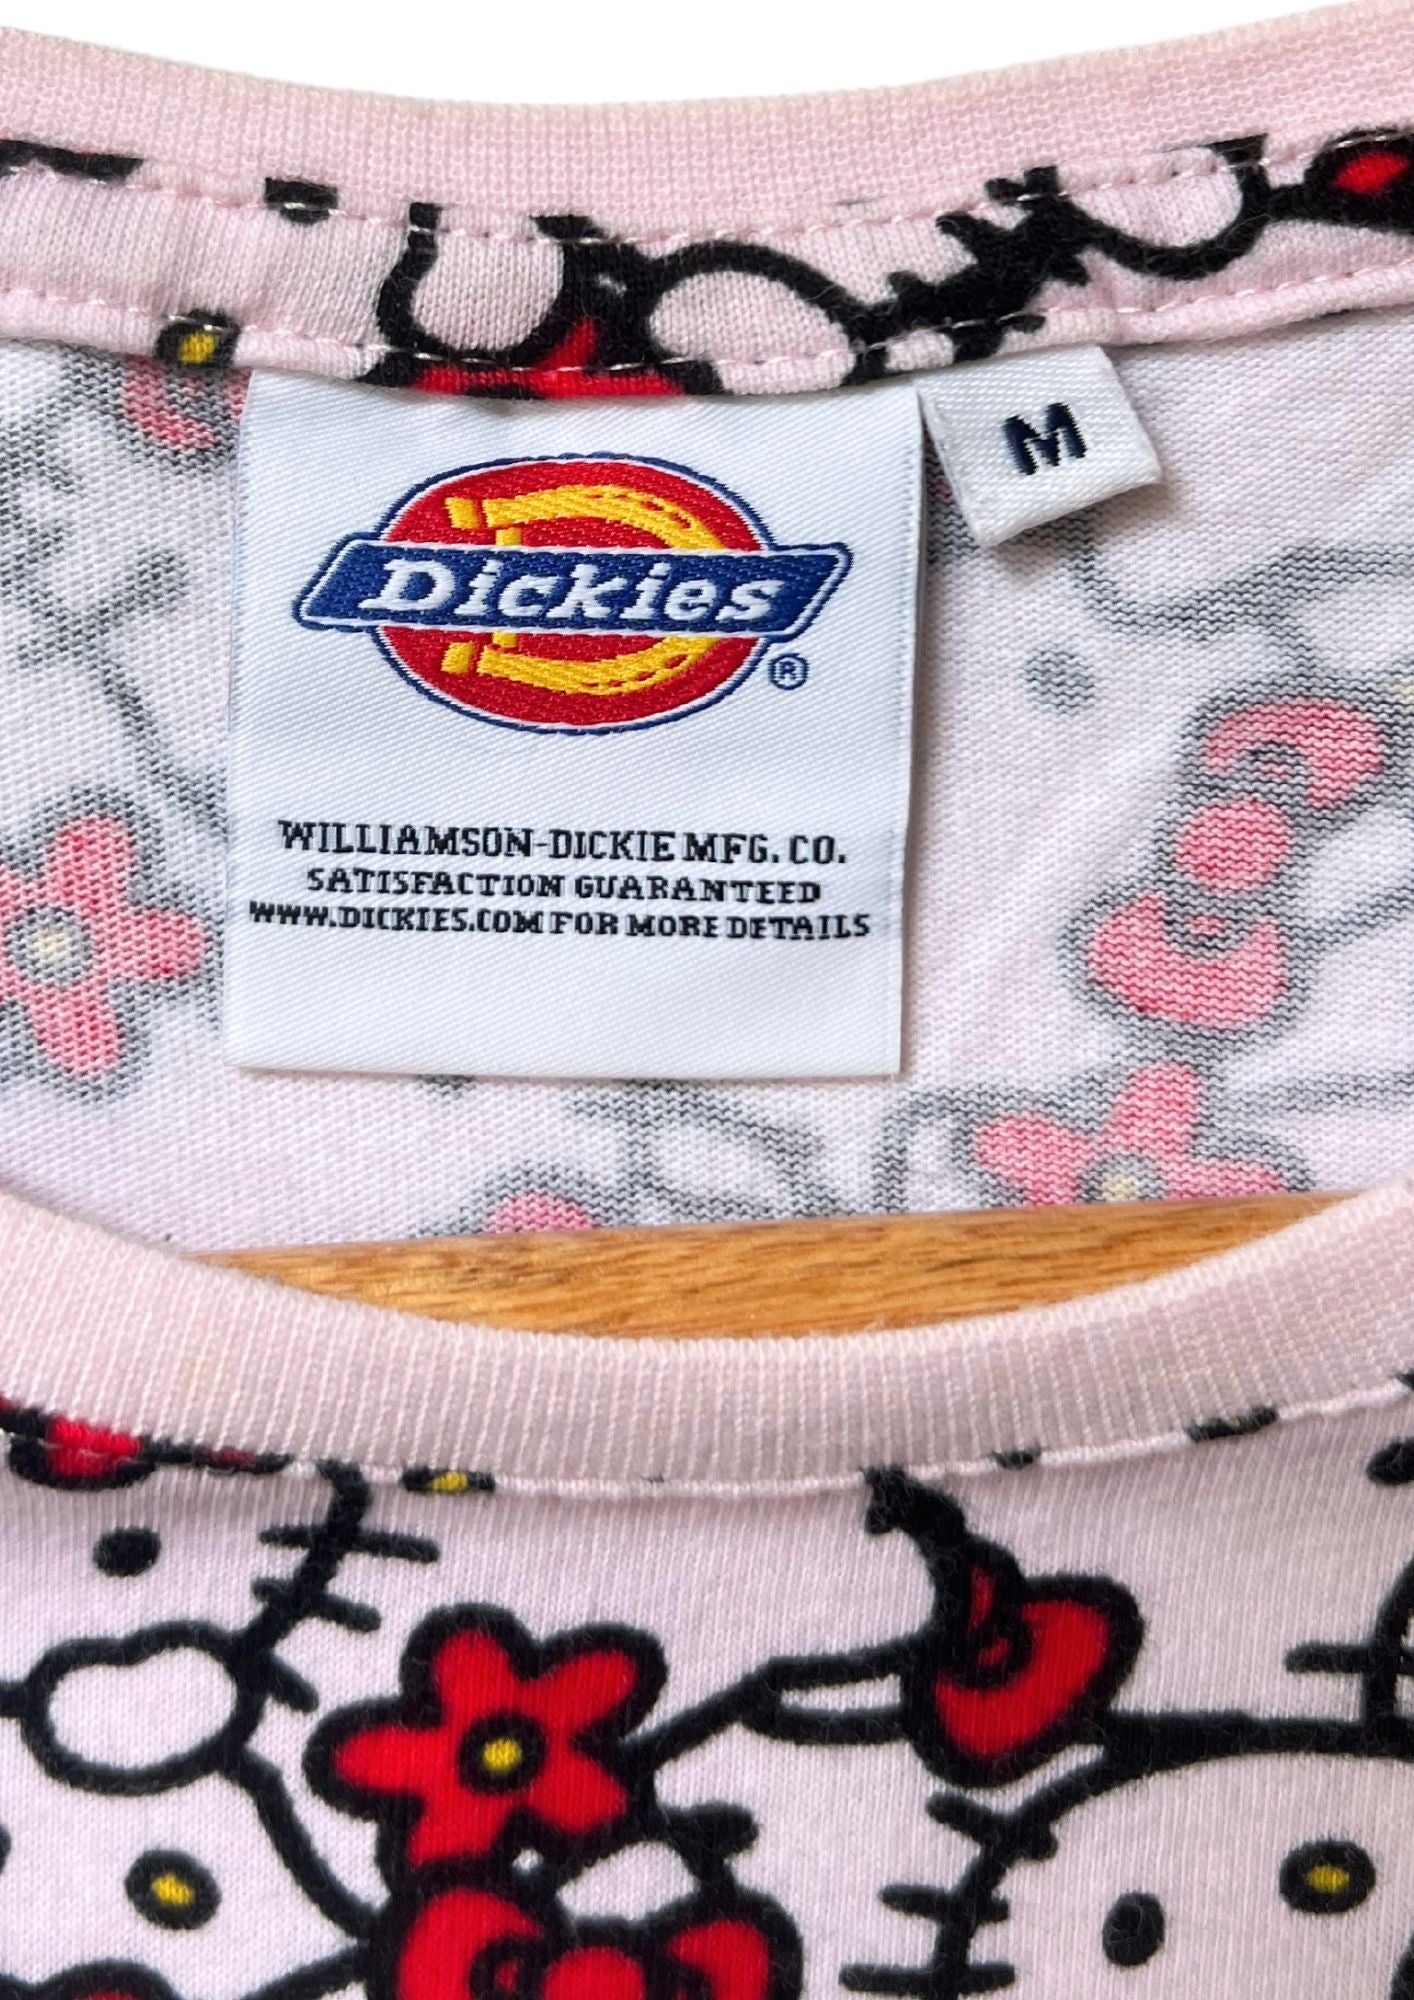 M
Dickies®
WILLIAMSON-DICKIE MFG. CO.
SATISFACTION GUARANTEED
WWW.DICKIES.COM FOR MORE DETAILS